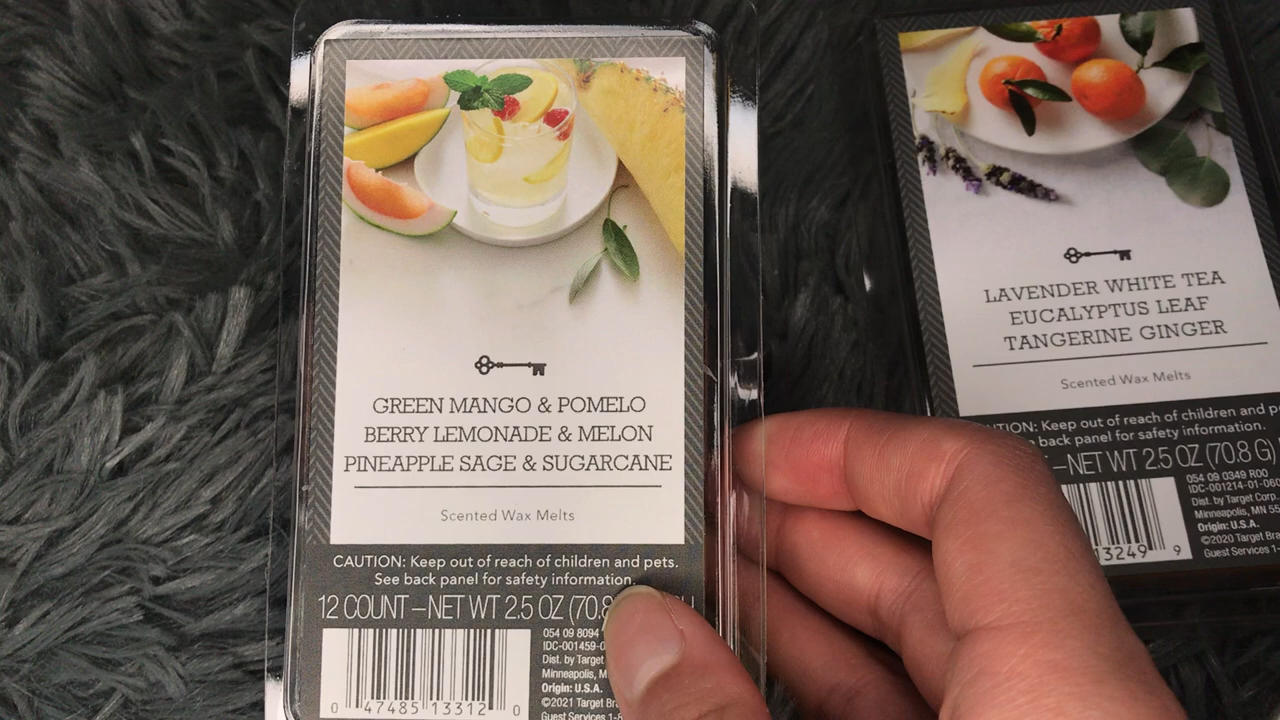 GREEN MANGO & POMELO
BERRY LEMONADE & MELON
PINEAPPLE SAGE & SUGARCANE
Scented Wax Melts
CAUTION: Keep out of reach of children and pets.
See back panel for safety information.
12 COUNT – NET WT 2.5 OZ (70.8
054 09 8094
IDC-001459-0
Dist. by Target
Minneapolis, M
Origin: U.S.A.
©2021 Target Bra
Guest Services 1-8
0 47485 13312 0
LAVENDER WHITE TEA
EUCALYPTUS LEAF
TANGERINE GINGER
Scented Wax Melts
TION: Keep out of reach of children and p
back panel for safety information.
–NET WT 2.5 OZ (70.8 G)
054 09 0349 R00
IDC-001214-01-060
Dist. by Target Corp.
Minneapolis, MN 55
Origin: U.S.A.
©2020 Target Bra
Guest Services 1-
13249 9